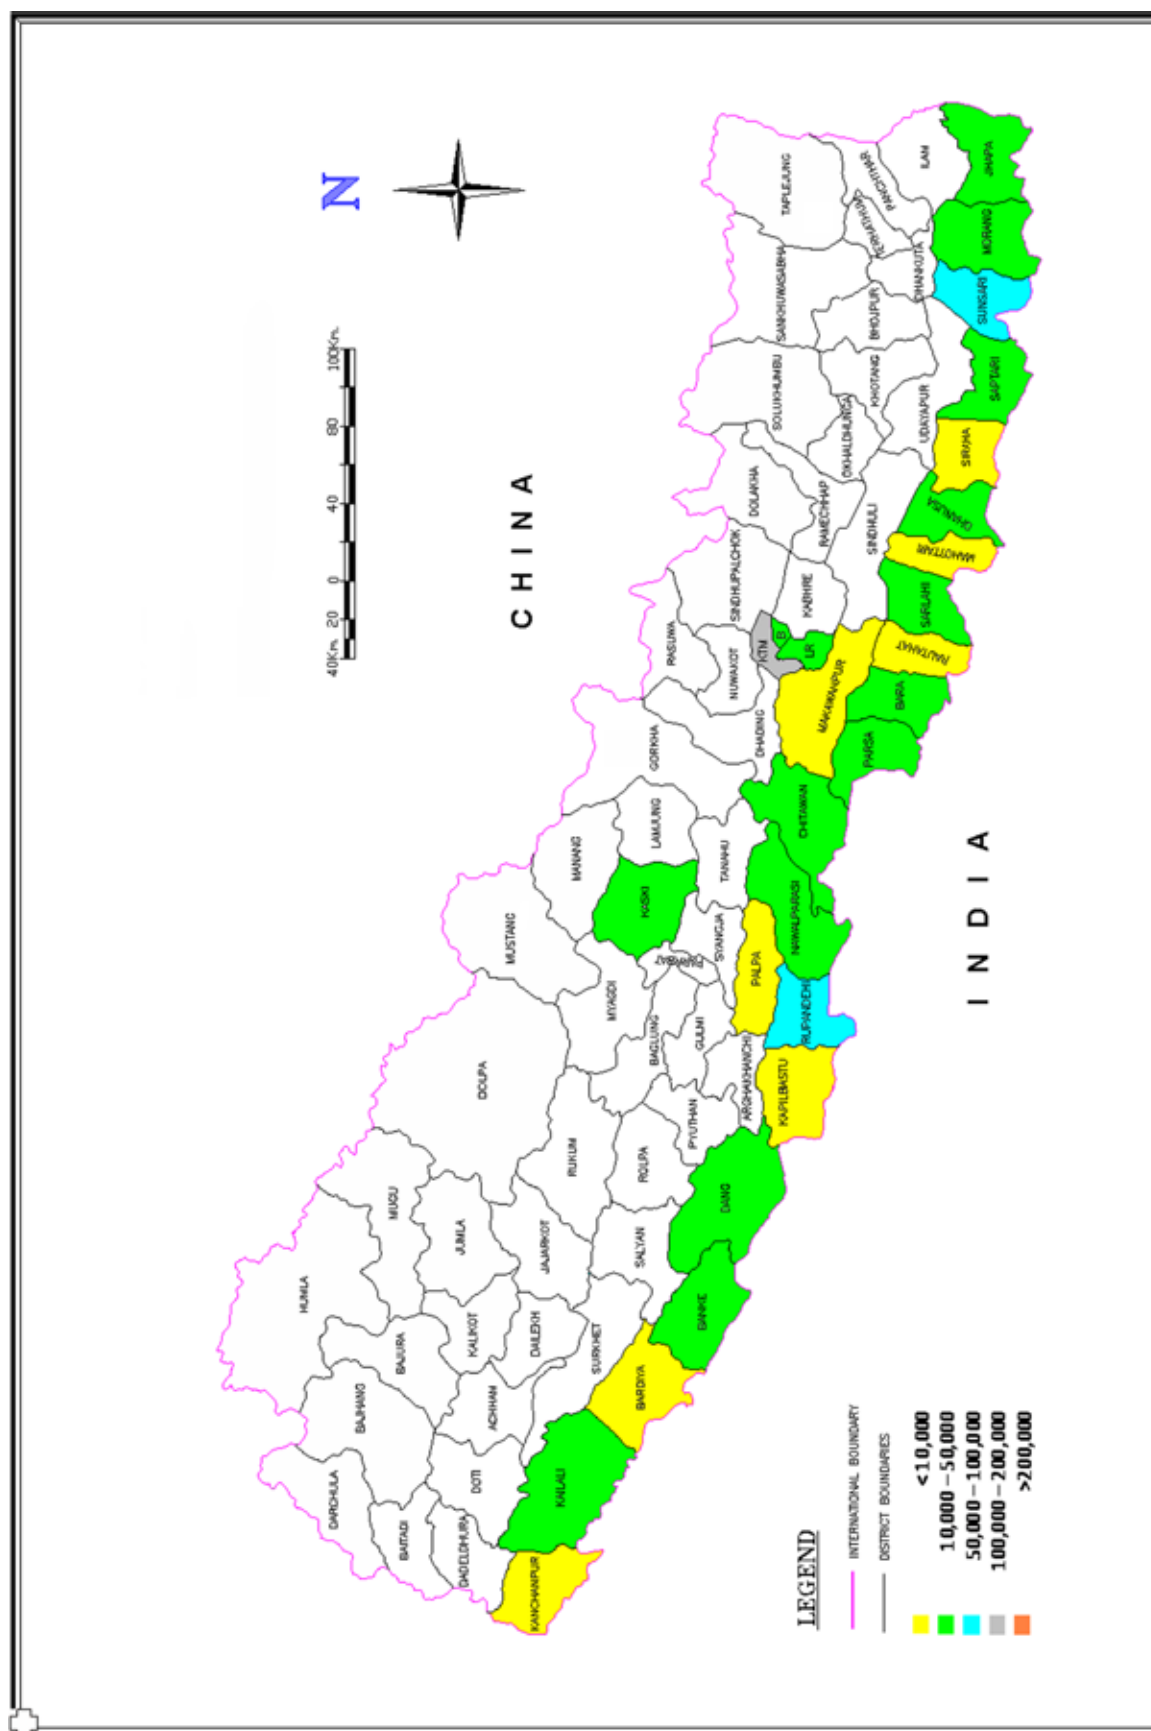 N
40Km. 20 0 40 80 100Km.
C H I N A
I N D I A
DARCHULA
BAJHANG
HUMLA
BAITADI
BAJURA
MUGU
DADELDHURA
DOTI
ACHHAM
KALIKOT
JUMLA
DOLPA
KANCHANPUR
KAILALI
DAILEKH
JAJARKOT
SURKHET
RUKUM
MUSTANG
BARDIYA
SALYAN
ROLPA
MYAGDI
MANANG
BANKE
DANG
PYUTHAN
BAGLUNG
GULMI
KASKI
LAMJUNG
GORKHA
ARGHAKHANCHI
SYANGJA
TANAHU
KAPILBASTU
RUPANDEHI
PALPA
NAWALPARASI
CHITAWAN
DHADING
NUWAKOT
RASUWA
SINDHUPALCHOK
KTM
B
LR
KABHRE
DOLAKHA
MAKAWANPUR
PARSA
BARA
RAUTAHAT
SARLAHI
SINDHULI
RAMECHHAP
MAHOTTARI
DHANUSA
SIRAHA
SAPTARI
UDAYAPUR
OKHALDHUNGA
SOLUKHUMBU
KHOTANG
BHOJPUR
SANKHUWASABHA
TAPLEJUNG
TERHATHUM
PANCHTHAR
DHANKUTA
ILAM
SUNSARI
MORANG
JHAPA
LEGEND
INTERNATIONAL BOUNDARY
DISTRICT BOUNDARIES
<10,000
10,000–50,000
50,000–100,000
100,000–200,000
>200,000